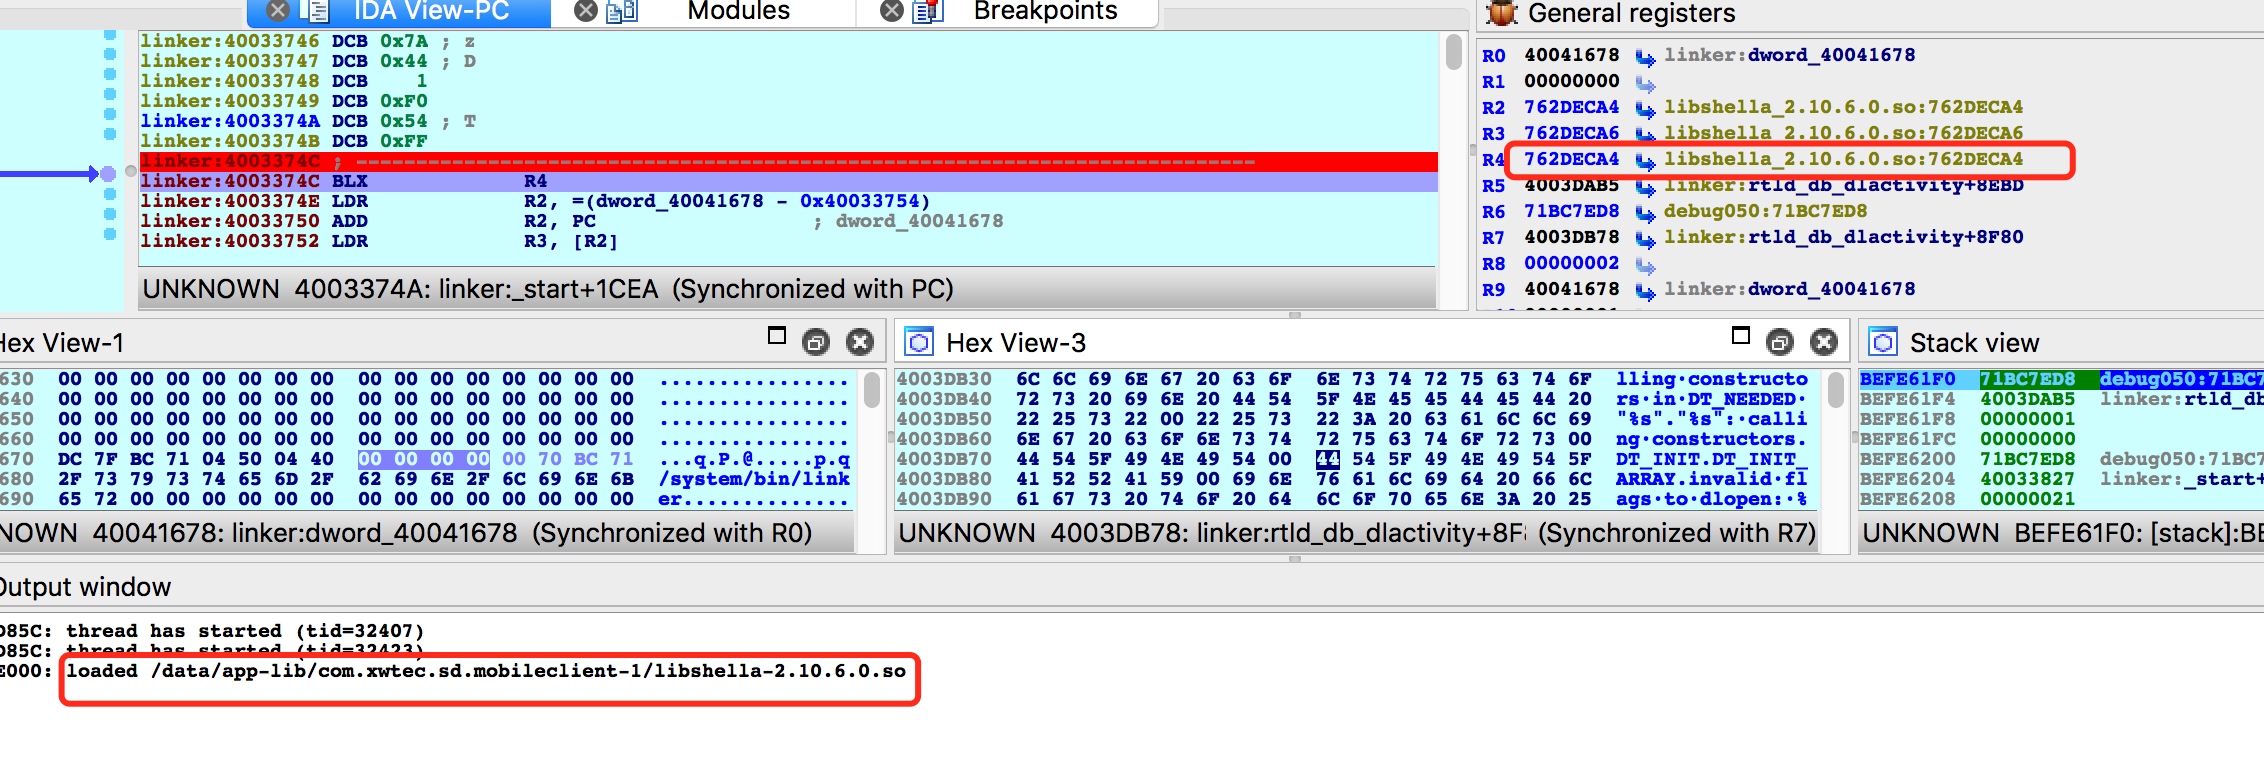 IDA View-PC
Modules
Breakpoints
General registers
linker:40033746 DCB 0x7A ; z
linker:40033747 DCB 0x44 ; D
linker:40033748 DCB    1
linker:40033749 DCB 0xF0
linker:4003374A DCB 0x54 ; T
linker:4003374B DCB 0xFF
linker:4003374C ; ---------------------------------------------------------------------------
linker:4003374C BLX             R4
linker:4003374E LDR             R2, =(dword_40041678 - 0x40033754)
linker:40033750 ADD             R2, PC            ; dword_40041678
linker:40033752 LDR             R3, [R2]
UNKNOWN 4003374A: linker:_start+1CEA (Synchronized with PC)
R0 40041678 linker:dword_40041678
R1 00000000
R2 762DECA4 libshella_2.10.6.0.so:762DECA4
R3 762DECA6 libshella_2.10.6.0.so:762DECA6
R4 762DECA4 libshella_2.10.6.0.so:762DECA4
R5 4003DAB5 linker:rtld_db_dlactivity+8EBD
R6 71BC7ED8 debug050:71BC7ED8
R7 4003DB78 linker:rtld_db_dlactivity+8F80
R8 00000002
R9 40041678 linker:dword_40041678
Hex View-1
630 00 00 00 00 00 00 00 00 00 00 00 00 00 00 00 00 ................
640 00 00 00 00 00 00 00 00 00 00 00 00 00 00 00 00 ................
650 00 00 00 00 00 00 00 00 00 00 00 00 00 00 00 00 ................
660 00 00 00 00 00 00 00 00 00 00 00 00 00 00 00 00 ................
670 DC 7F BC 71 04 50 04 40 00 00 00 00 00 70 BC 71 ...q.P.@.....p.q
680 2F 73 79 73 74 65 6D 2F 62 69 6E 2F 6C 69 6E 6B /system/bin/link
690 65 72 00 00 00 00 00 00 00 00 00 00 00 00 00 00 er..............
NOWN 40041678: linker:dword_40041678 (Synchronized with R0)
Hex View-3
4003DB30 6C 6C 69 6E 67 20 63 6F 6E 73 74 72 75 63 74 6F lling·constructo
4003DB40 72 73 20 69 6E 20 44 54 5F 4E 45 45 44 45 44 20 rs·in·DT_NEEDED·
4003DB50 22 25 73 22 00 22 25 73 22 3A 20 63 61 6C 6C 69 "%s"."%s":·calli
4003DB60 6E 67 20 63 6F 6E 73 74 72 75 63 74 6F 72 73 00 ng·constructors.
4003DB70 44 54 5F 49 4E 49 54 00 44 54 5F 49 4E 49 54 5F DT_INIT.DT_INIT_
4003DB80 41 52 52 41 59 00 69 6E 76 61 6C 69 64 20 66 6C ARRAY.invalid·fl
4003DB90 61 67 73 20 74 6F 20 64 6C 6F 70 65 6E 3A 20 25 ags·to·dlopen:·%
UNKNOWN 4003DB78: linker:rtld_db_dlactivity+8F (Synchronized with R7)
Stack view
BEFE61F0 71BC7ED8 debug050:71BC7
BEFE61F4 4003DAB5 linker:rtld_db
BEFE61F8 00000001
BEFE61FC 00000000
BEFE6200 71BC7ED8 debug050:71BC7
BEFE6204 40033827 linker:_start+
BEFE6208 00000021
UNKNOWN BEFE61F0: [stack]:BE
Output window
D85C: thread has started (tid=32407)
D85C: thread has started (tid=32423)
E000: loaded /data/app-lib/com.xwtec.sd.mobileclient-1/libshella-2.10.6.0.so